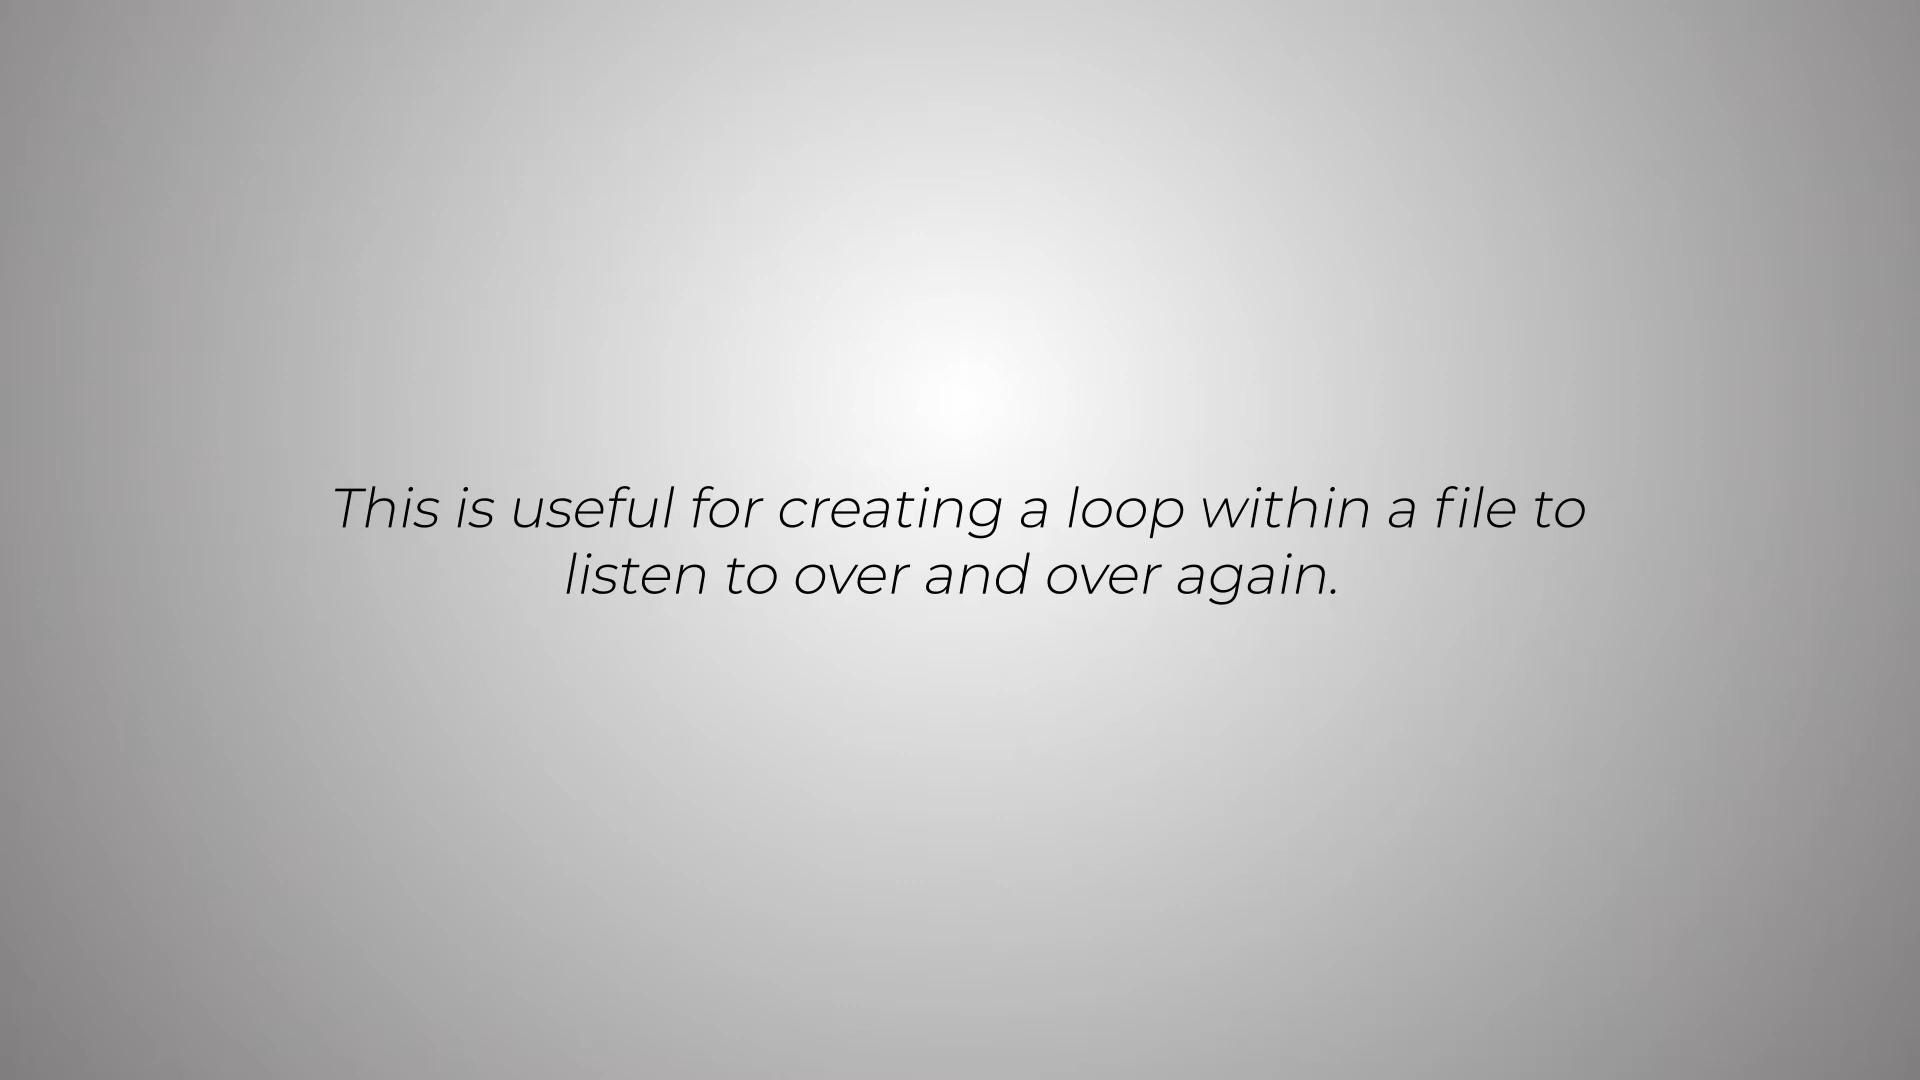 This is useful for creating a loop within a file to
listen to over and over again.